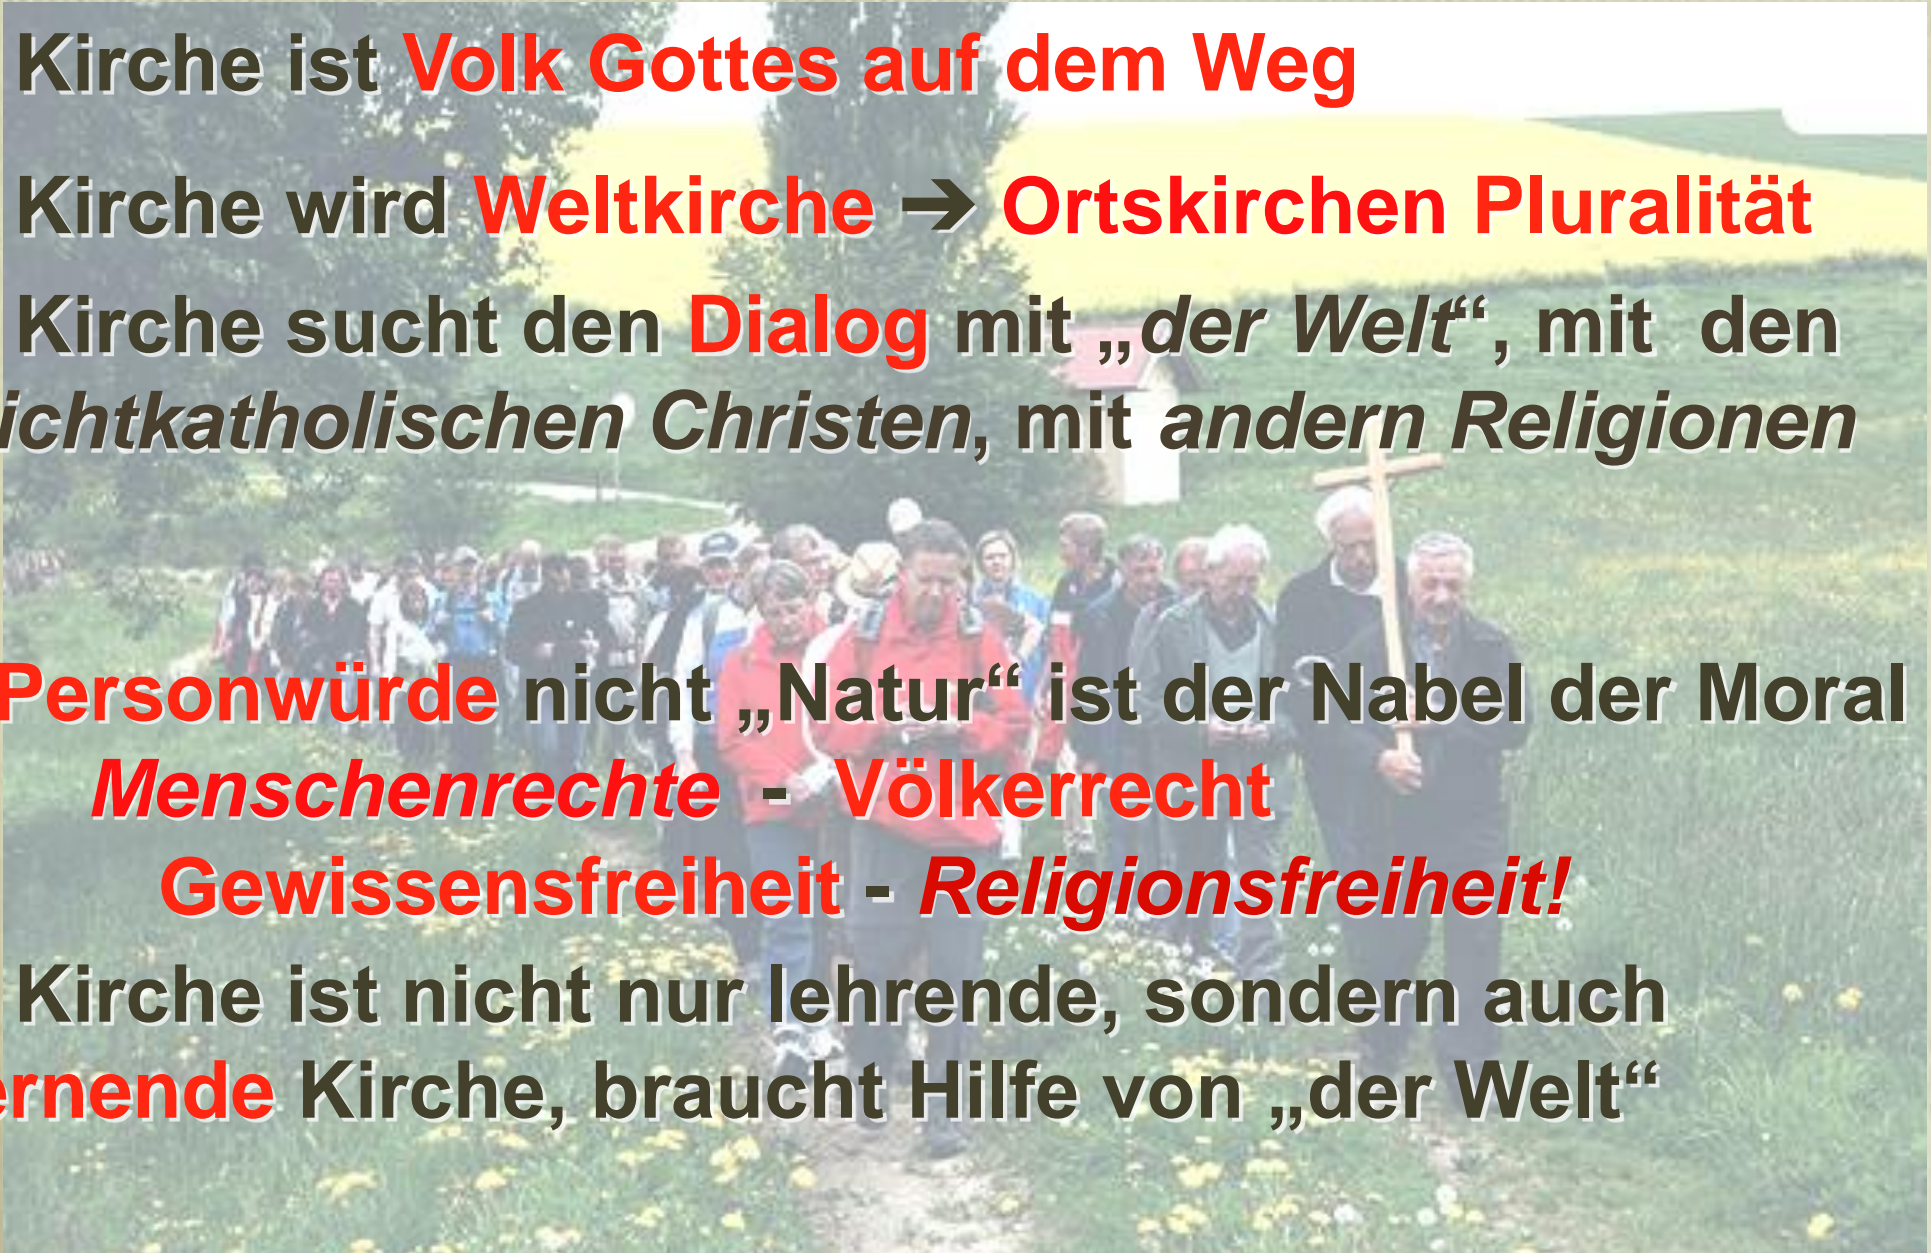 Kirche ist Volk Gottes auf dem Weg
Kirche wird Weltkirche ➔ Ortskirchen Pluralität
Kirche sucht den Dialog mit „der Welt“, mit den
ichtkatholischen Christen, mit andern Religionen
Personwürde nicht „Natur“ ist der Nabel der Moral
Menschenrechte - Völkerrecht
Gewissensfreiheit - Religionsfreiheit!
Kirche ist nicht nur lehrende, sondern auch
ernende Kirche, braucht Hilfe von „der Welt“